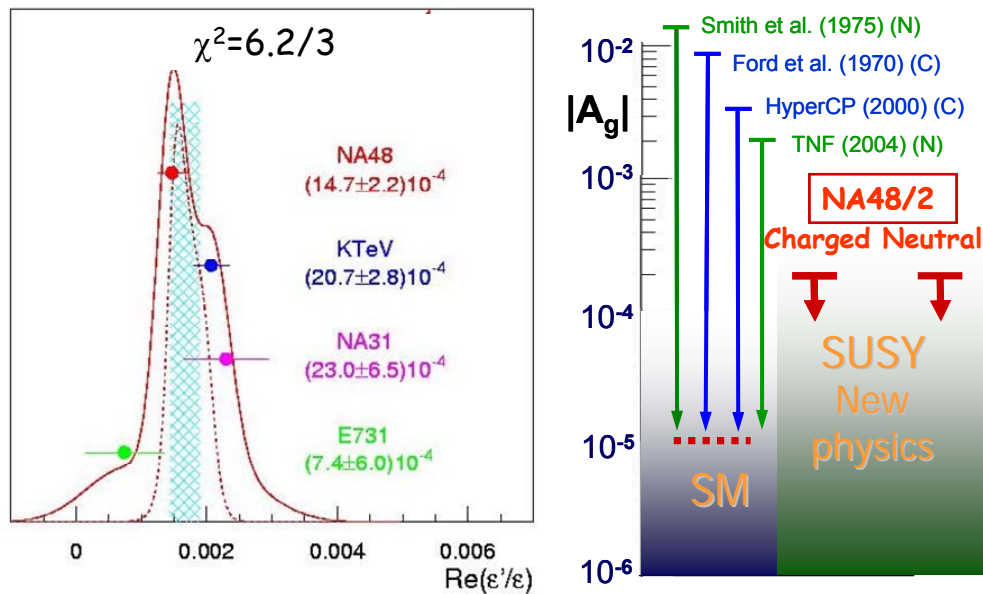 χ²=6.2/3
NA48
(14.7±2.2)10⁻⁴
KTeV
(20.7±2.8)10⁻⁴
NA31
(23.0±6.5)10⁻⁴
E731
(7.4±6.0)10⁻⁴
0
0.002
0.004
0.006
Re(ε'/ε)
10⁻²
|Ag|
10⁻³
10⁻⁴
10⁻⁵
10⁻⁶
Smith et al. (1975) (N)
Ford et al. (1970) (C)
HyperCP (2000) (C)
TNF (2004) (N)
NA48/2
Charged Neutral
SUSY
New
physics
SM